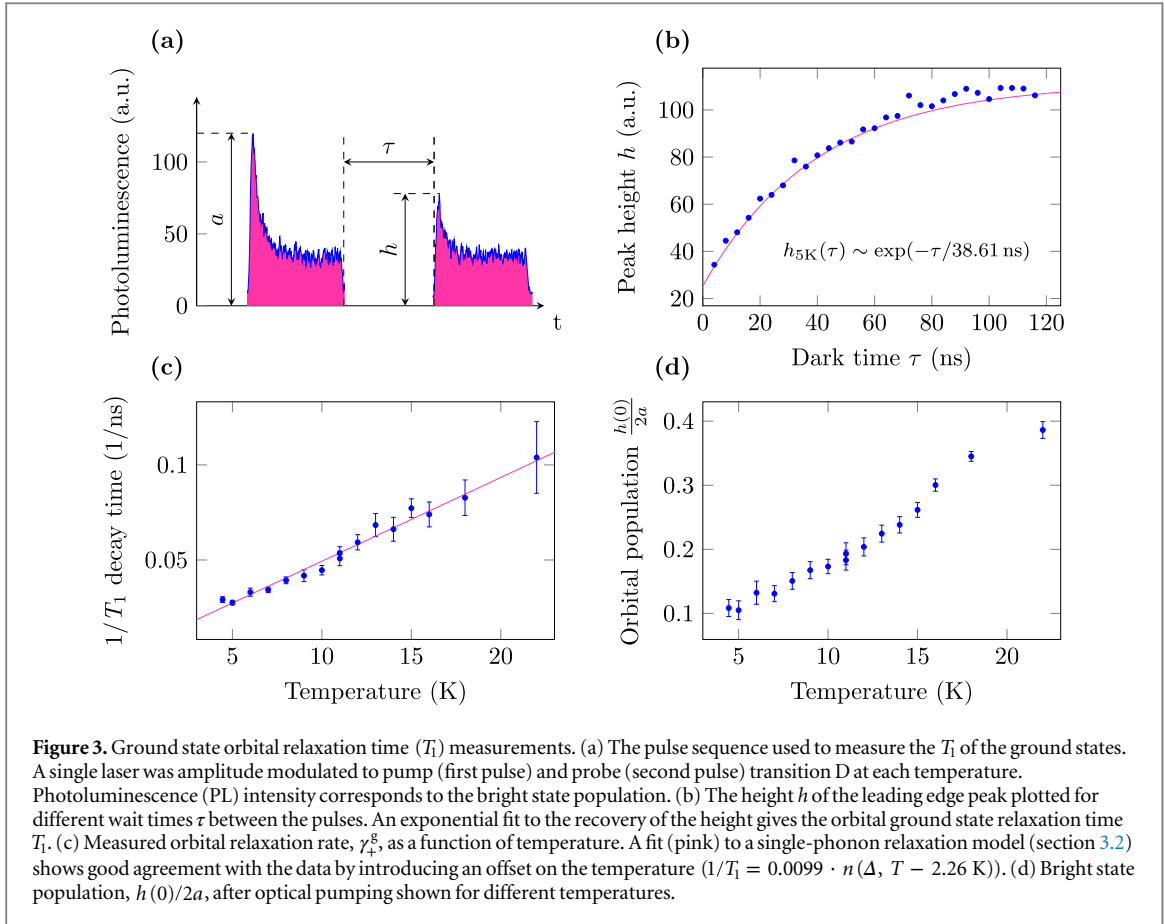 (a)
Photoluminescence (a.u.)
100
50
0
a
τ
h
t
(b)
Peak height h (a.u.)
100
80
60
40
20
h5K(τ) ∼ exp(−τ/38.61 ns)
0 20 40 60 80 100 120
Dark time τ (ns)
(c)
1/T1 decay time (1/ns)
0.1
0.05
5 10 15 20
Temperature (K)
(d)
Orbital population h(0)/2a
0.4
0.3
0.2
0.1
5 10 15 20
Temperature (K)
Figure 3. Ground state orbital relaxation time (T1) measurements. (a) The pulse sequence used to measure the T1 of the ground states.
A single laser was amplitude modulated to pump (first pulse) and probe (second pulse) transition D at each temperature.
Photoluminescence (PL) intensity corresponds to the bright state population. (b) The height h of the leading edge peak plotted for
different wait times τ between the pulses. An exponential fit to the recovery of the height gives the orbital ground state relaxation time
T1. (c) Measured orbital relaxation rate, γ+^g, as a function of temperature. A fit (pink) to a single-phonon relaxation model (section 3.2)
shows good agreement with the data by introducing an offset on the temperature (1/T1 = 0.0099 · n(Δ, T − 2.26 K)). (d) Bright state
population, h(0)/2a, after optical pumping shown for different temperatures.